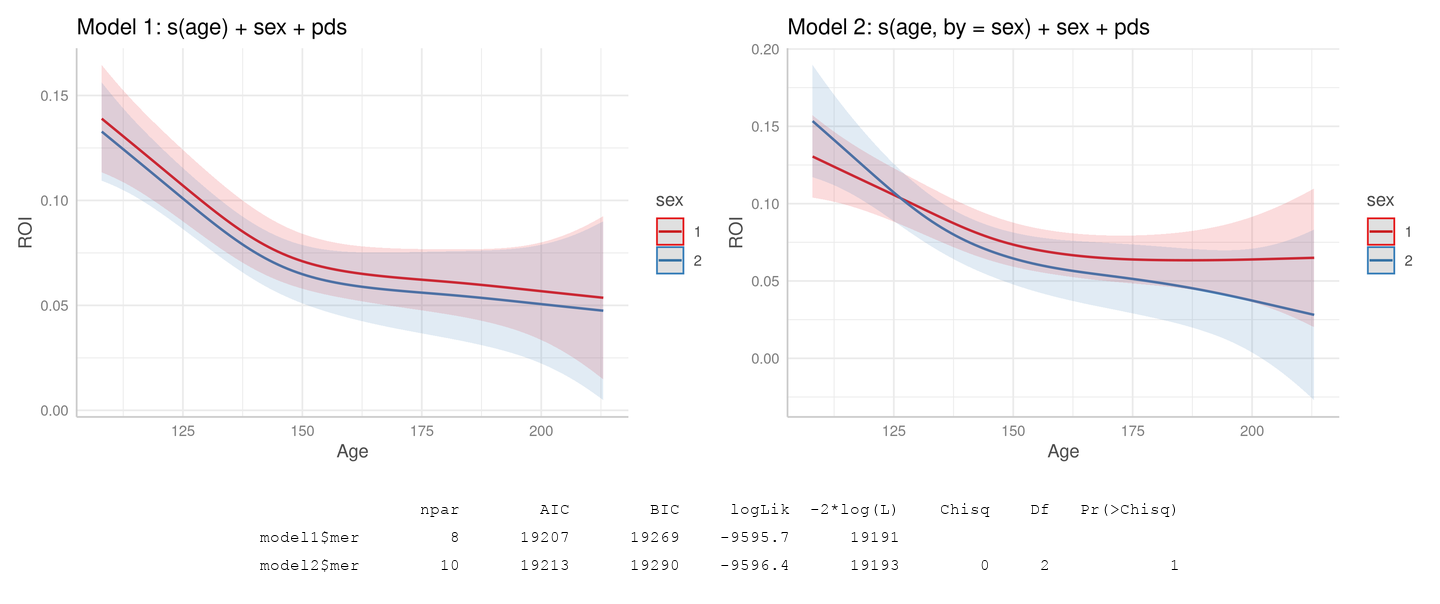 Model 1: s(age) + sex + pds
ROI
0.15
0.10
0.05
0.00
125 150 175 200
Age
sex
1
2
Model 2: s(age, by = sex) + sex + pds
ROI
0.20
0.15
0.10
0.05
0.00
125 150 175 200
Age
sex
1
2
npar AIC BIC logLik -2*log(L) Chisq Df Pr(>Chisq)
model1$mer 8 19207 19269 -9595.7 19191
model2$mer 10 19213 19290 -9596.4 19193 0 2 1